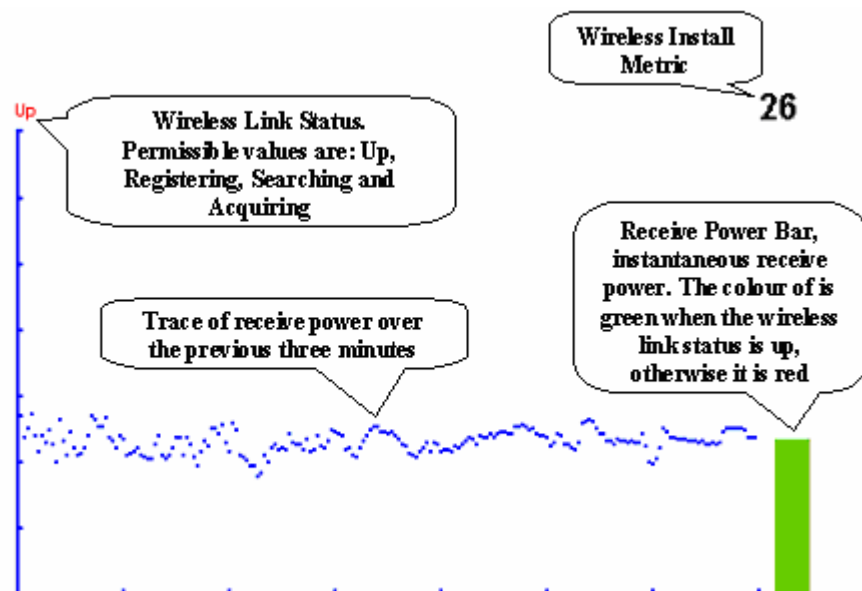 Wireless Install
Metric
26
Up
Wireless Link Status.
Permissible values are: Up,
Registering, Searching and
Acquiring
Receive Power Bar,
instantaneous receive
power. The colour of is
green when the wireless
link status is up,
otherwise it is red
Trace of receive power over
the previous three minutes